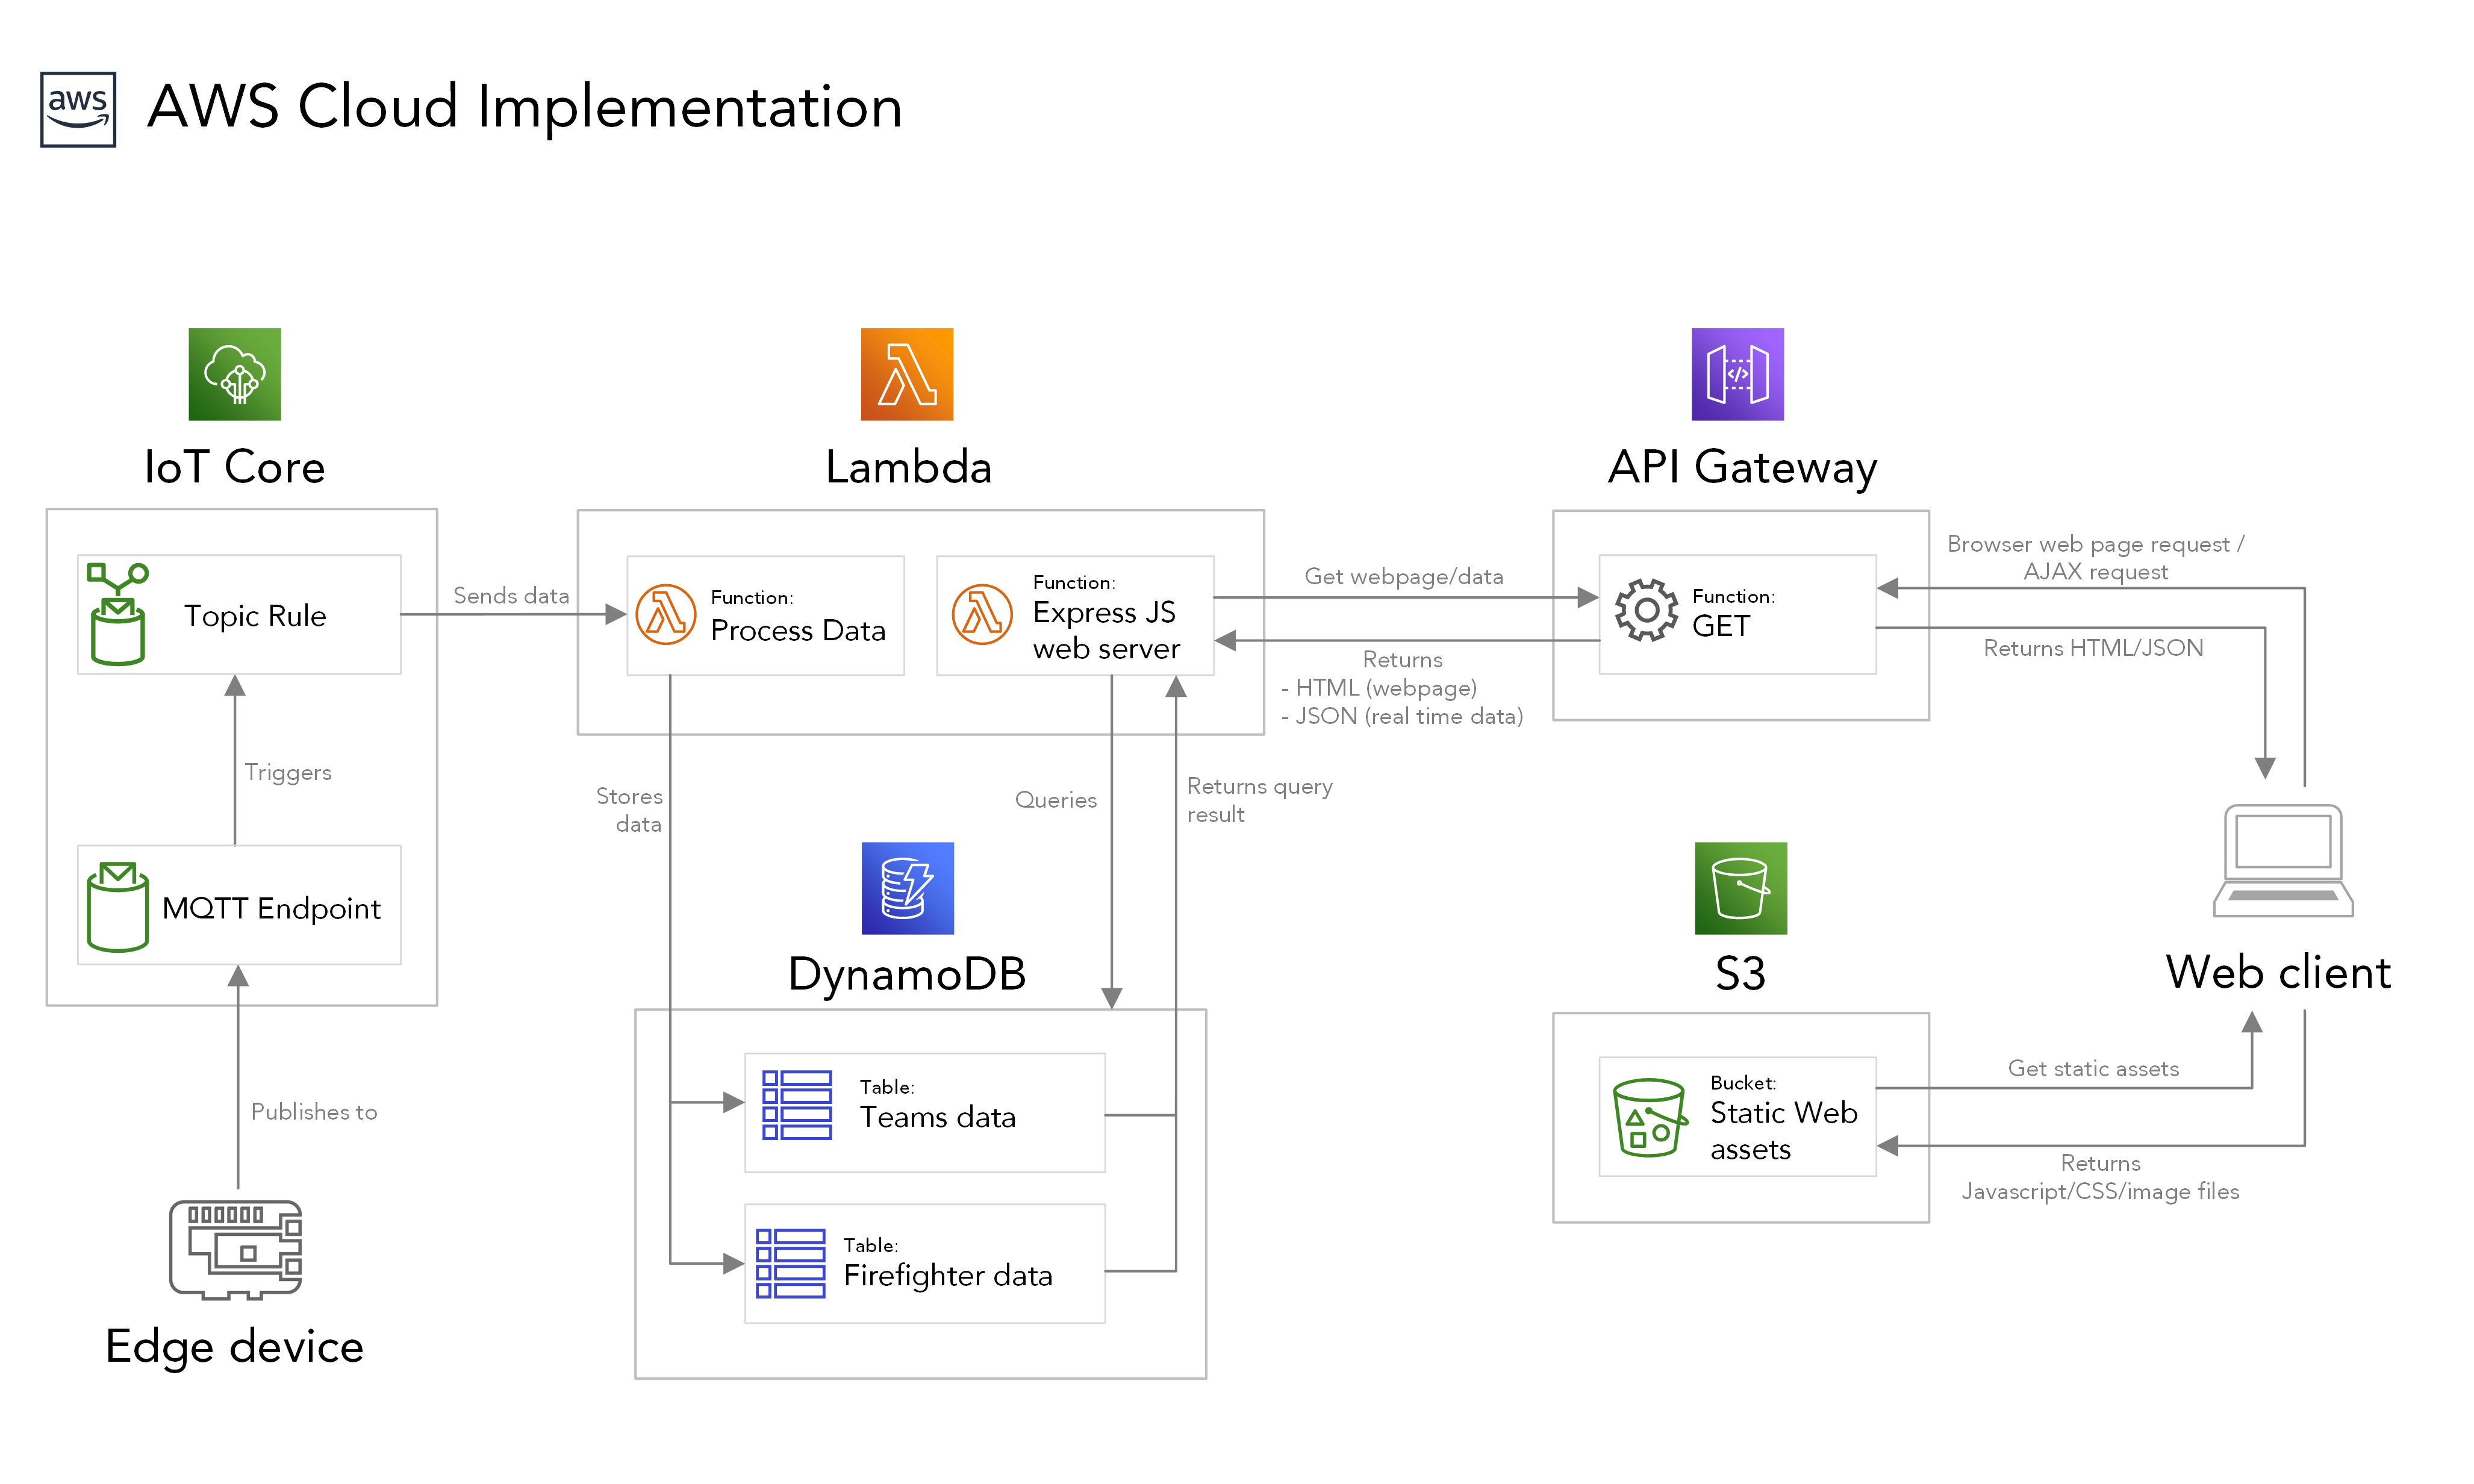 aws
AWS Cloud Implementation
IoT Core
Topic Rule
Triggers
MQTT Endpoint
Publishes to
Edge device
Sends data
Lambda
Function:
Process Data
Function:
Express JS
web server
Stores
data
Queries
Returns query
result
DynamoDB
Table:
Teams data
Table:
Firefighter data
Get webpage/data
Returns
- HTML (webpage)
- JSON (real time data)
API Gateway
</>
Function:
GET
Browser web page request /
AJAX request
Returns HTML/JSON
Web client
S3
Bucket:
Static Web
assets
Get static assets
Returns
Javascript/CSS/image files